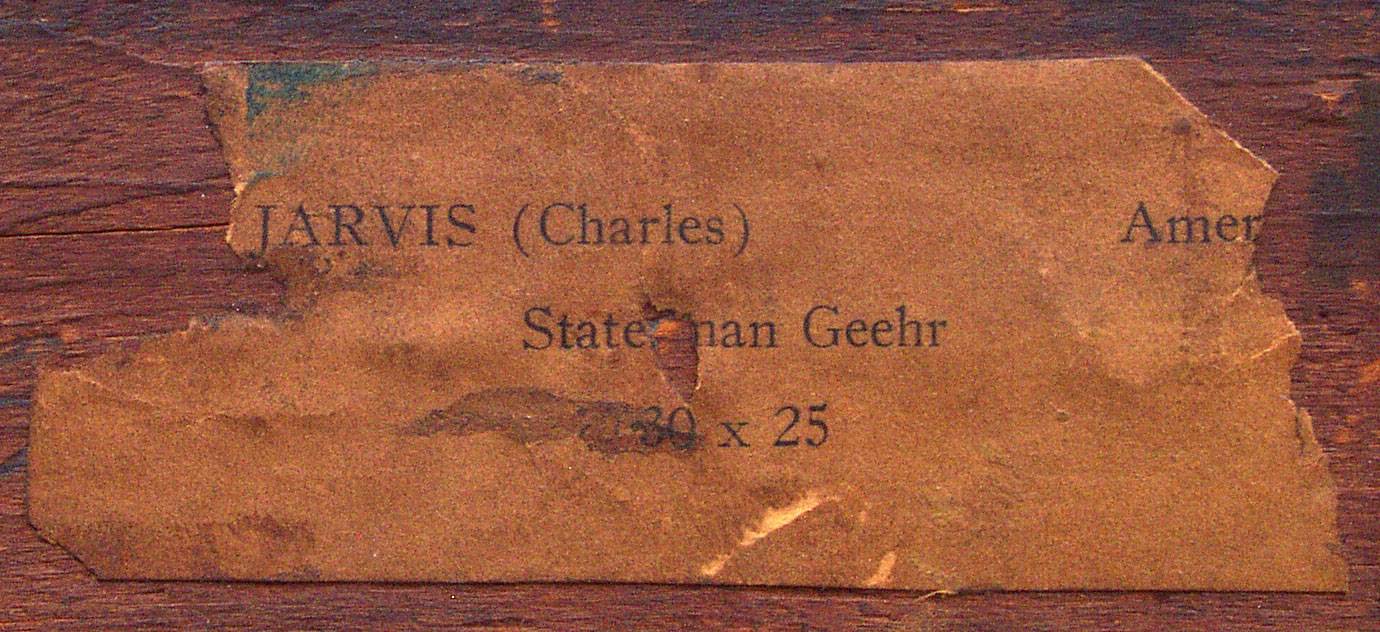 JARVIS (Charles) Amer
Statesman Geehr
30 x 25